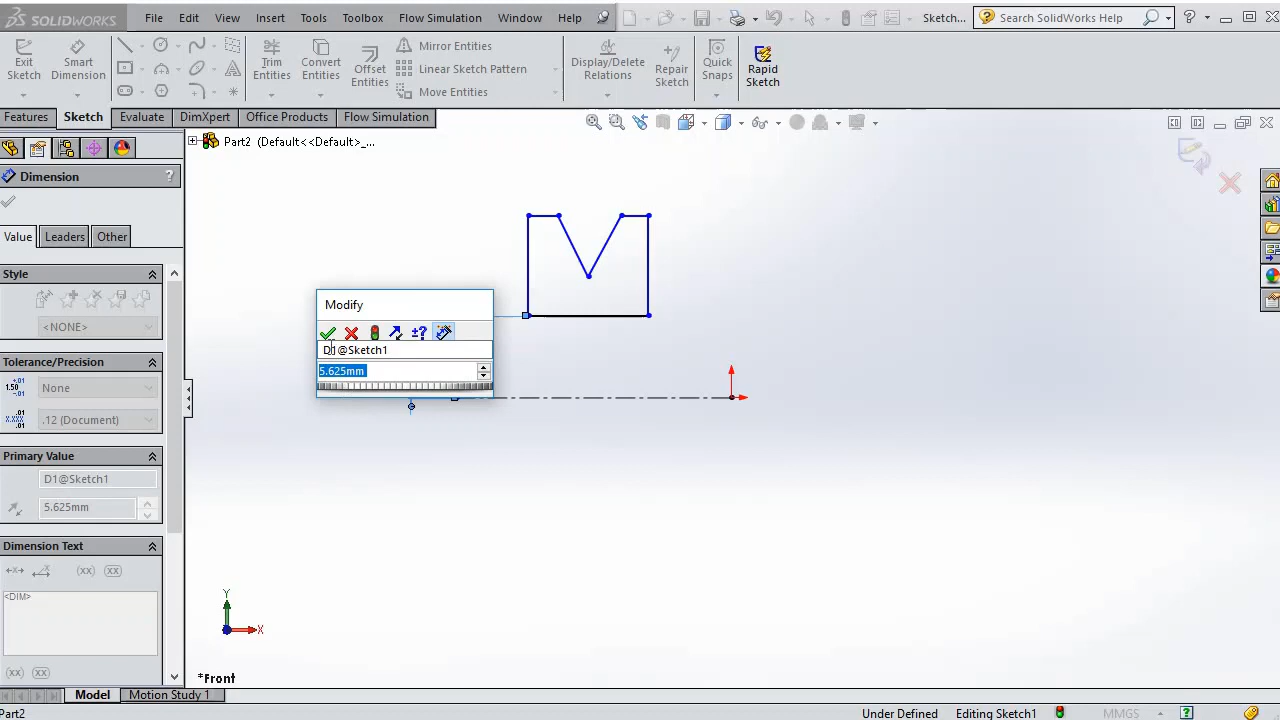 SOLIDWORKS File Edit View Insert Tools Toolbox Flow Simulation Window Help Sketch... Search SolidWorks Help
Exit Sketch
Smart Dimension
Trim Entities
Convert Entities
Offset Entities
Mirror Entities
Linear Sketch Pattern
Move Entities
Display/Delete Relations
Repair Sketch
Quick Snaps
Rapid Sketch
Features Sketch Evaluate DimXpert Office Products Flow Simulation
Part2 (Default<<Default>_...
Dimension ?
Value Leaders Other
Style
<NONE>
Tolerance/Precision
None
.12 (Document)
Primary Value
D1@Sketch1
5.625mm
Dimension Text
<DIM>
Modify
D1@Sketch1
5.625mm
Y
X
*Front
Model Motion Study 1
Part2 Under Defined Editing Sketch1 MMGS